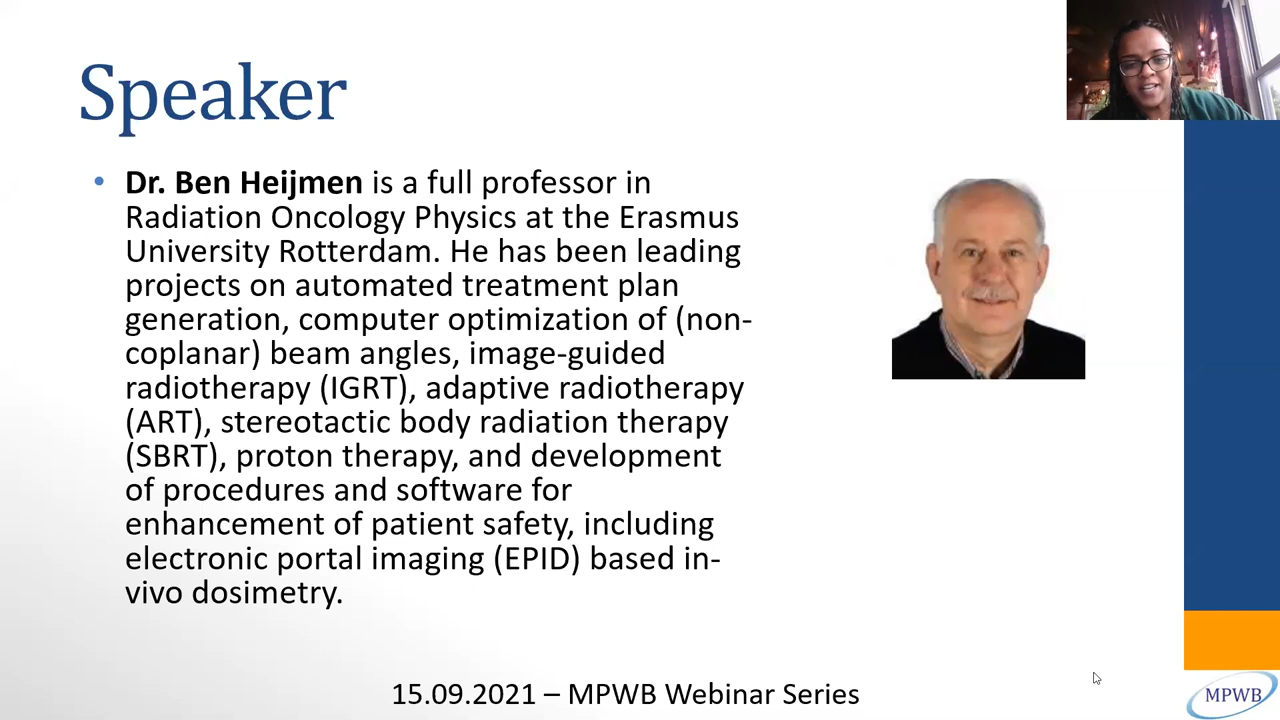 Speaker
• Dr. Ben Heijmen is a full professor in
Radiation Oncology Physics at the Erasmus
University Rotterdam. He has been leading
projects on automated treatment plan
generation, computer optimization of (non-
coplanar) beam angles, image-guided
radiotherapy (IGRT), adaptive radiotherapy
(ART), stereotactic body radiation therapy
(SBRT), proton therapy, and development
of procedures and software for
enhancement of patient safety, including
electronic portal imaging (EPID) based in-
vivo dosimetry.
15.09.2021 – MPWB Webinar Series
MPWB